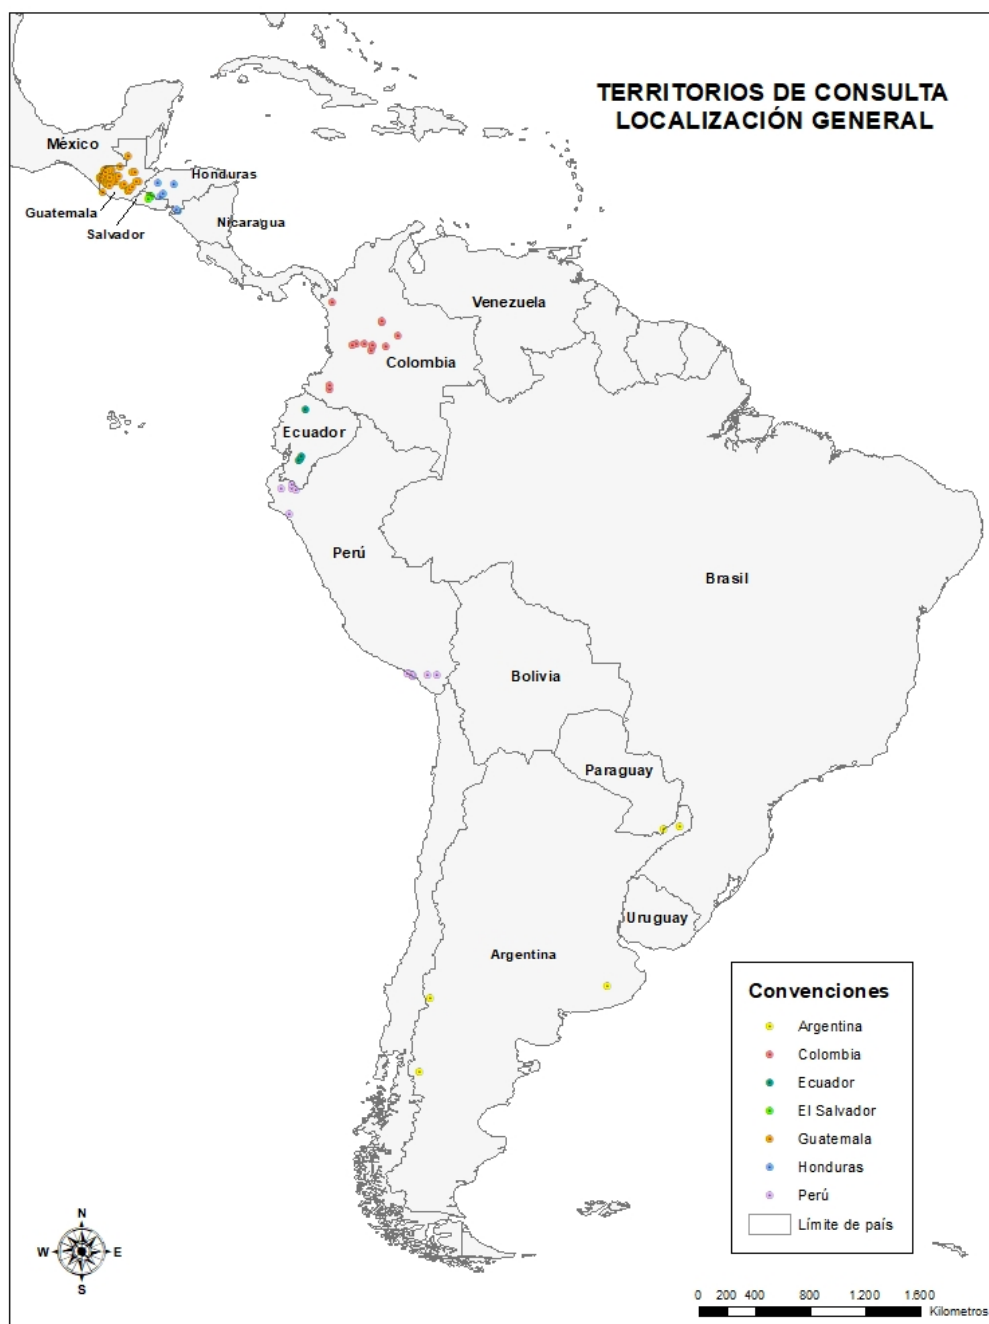 TERRITORIOS DE CONSULTA
LOCALIZACIÓN GENERAL
México
Honduras
Guatemala
Salvador
Nicaragua
Venezuela
Colombia
Ecuador
Perú
Brasil
Bolivia
Paraguay
Uruguay
Argentina
Convenciones
Argentina
Colombia
Ecuador
El Salvador
Guatemala
Honduras
Perú
Límite de país
N
W E
S
0 200 400 800 1.200 1.600
Kilometros